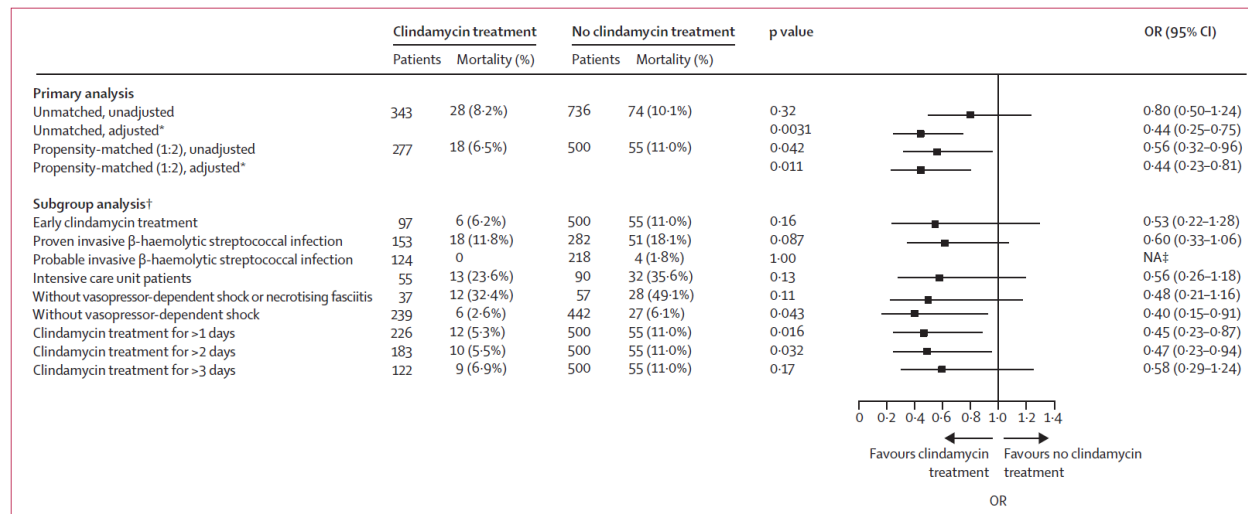 Clindamycin treatment No clindamycin treatment p value OR (95% CI)
Patients Mortality (%) Patients Mortality (%)
Primary analysis
Unmatched, unadjusted 343 28 (8·2%) 736 74 (10·1%) 0·32 0·80 (0·50–1·24)
Unmatched, adjusted* 0·0031 0·44 (0·25–0·75)
Propensity-matched (1:2), unadjusted 277 18 (6·5%) 500 55 (11·0%) 0·042 0·56 (0·32–0·96)
Propensity-matched (1:2), adjusted* 0·011 0·44 (0·23–0·81)
Subgroup analysis†
Early clindamycin treatment 97 6 (6·2%) 500 55 (11·0%) 0·16 0·53 (0·22–1·28)
Proven invasive β-haemolytic streptococcal infection 153 18 (11·8%) 282 51 (18·1%) 0·087 0·60 (0·33–1·06)
Probable invasive β-haemolytic streptococcal infection 124 0 218 4 (1·8%) 1·00 NA‡
Intensive care unit patients 55 13 (23·6%) 90 32 (35·6%) 0·13 0·56 (0·26–1·18)
Without vasopressor-dependent shock or necrotising fasciitis 37 12 (32·4%) 57 28 (49·1%) 0·11 0·48 (0·21–1·16)
Without vasopressor-dependent shock 239 6 (2·6%) 442 27 (6·1%) 0·043 0·40 (0·15–0·91)
Clindamycin treatment for >1 days 226 12 (5·3%) 500 55 (11·0%) 0·016 0·45 (0·23–0·87)
Clindamycin treatment for >2 days 183 10 (5·5%) 500 55 (11·0%) 0·032 0·47 (0·23–0·94)
Clindamycin treatment for >3 days 122 9 (6·9%) 500 55 (11·0%) 0·17 0·58 (0·29–1·24)
0 0·2 0·4 0·6 0·8 1·0 1·2 1·4
Favours clindamycin Favours no clindamycin
treatment treatment
OR